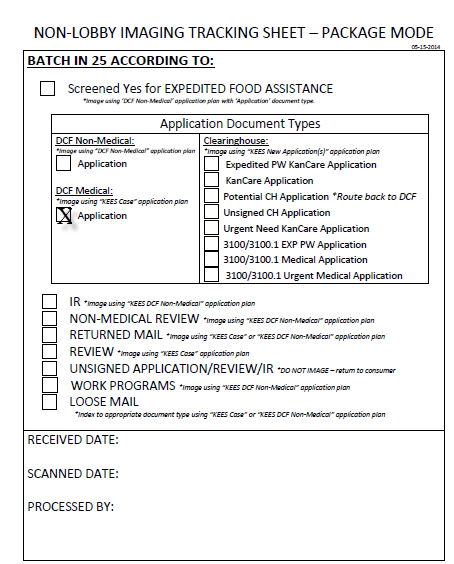 NON-LOBBY IMAGING TRACKING SHEET – PACKAGE MODE
05-15-2014
BATCH IN 25 ACCORDING TO:
Screened Yes for EXPEDITED FOOD ASSISTANCE
*Image using "DCF Non-Medical" application plan with "Application" document type.
Application Document Types
DCF Non-Medical:
*Image using "DCF Non-Medical" application plan
Application
DCF Medical:
*Image using "KEES Case" application plan
X Application
Clearinghouse:
*Image using "KEES New Application(s)" application plan
Expedited PW KanCare Application
KanCare Application
Potential CH Application *Route back to DCF
Unsigned CH Application
Urgent Need KanCare Application
3100/3100.1 EXP PW Application
3100/3100.1 Medical Application
3100/3100.1 Urgent Medical Application
IR *Image using "KEES DCF Non-Medical" application plan
NON-MEDICAL REVIEW *Image using "KEES DCF Non-Medical" application plan
RETURNED MAIL *Image using "KEES Case" or "KEES DCF Non-Medical" application plan
REVIEW *Image using "KEES Case" application plan
UNSIGNED APPLICATION/REVIEW/IR *DO NOT IMAGE – return to consumer
WORK PROGRAMS *Image using "KEES DCF Non-Medical" application plan
LOOSE MAIL
*Index to appropriate document type using "KEES Case" or "KEES DCF Non-Medical" application plan
RECEIVED DATE:
SCANNED DATE:
PROCESSED BY: